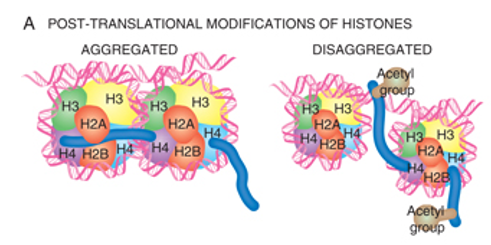 A POST-TRANSLATIONAL MODIFICATIONS OF HISTONES
AGGREGATED
H3
H3
H2A
H4
H2B
H4
H3
H3
H2A
H4
H4
H2B
DISAGGREGATED
Acetyl
group
H3
H3
H2A
H4
H4
H2B
H3
H3
H2A
H4
H4
H2B
Acetyl
group